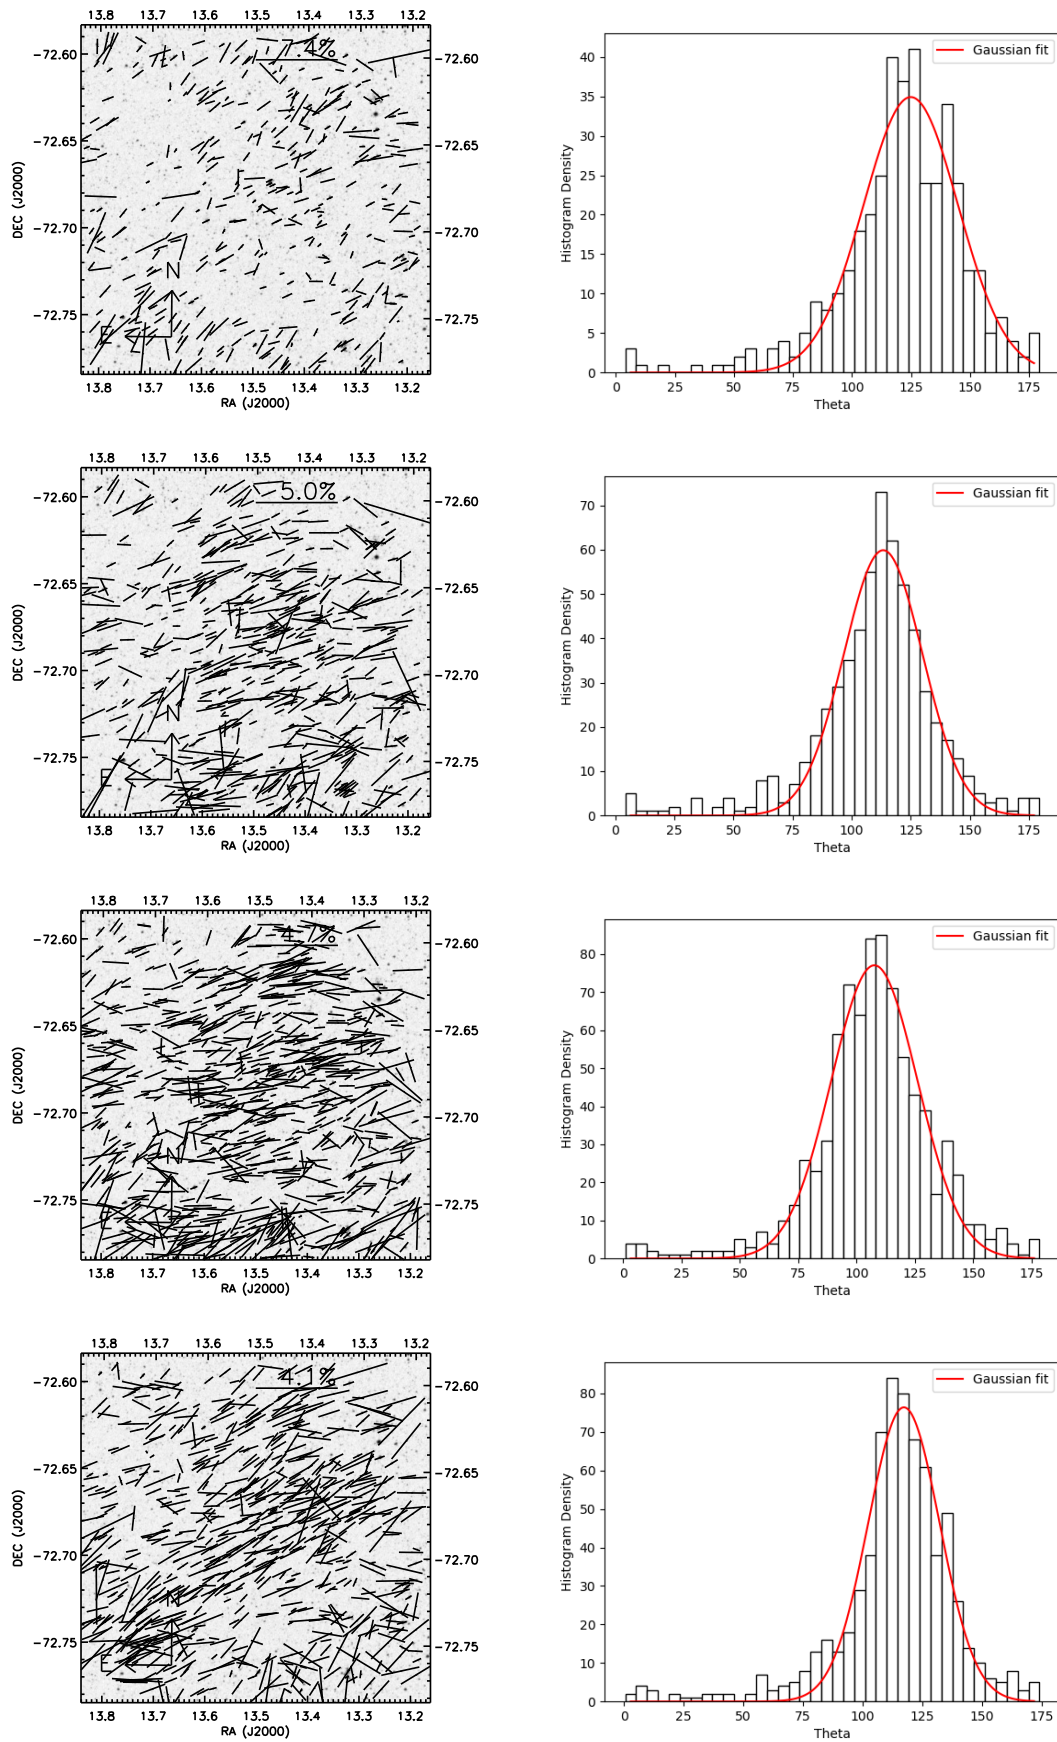 13.8 13.7 13.6 13.5 13.4 13.3 13.2
.4%
−72.60 −72.65 −72.70 −72.75
−72.60 −72.65 −72.70 −72.75
DEC (J2000)
N
E
13.8 13.7 13.6 13.5 13.4 13.3 13.2
RA (J2000)
Gaussian fit
Histogram Density
40 35 30 25 20 15 10 5 0
0 25 50 75 100 125 150 175
Theta
13.8 13.7 13.6 13.5 13.4 13.3 13.2
5.0%
−72.60 −72.65 −72.70 −72.75
−72.60 −72.65 −72.70 −72.75
DEC (J2000)
N
E
13.8 13.7 13.6 13.5 13.4 13.3 13.2
RA (J2000)
Gaussian fit
Histogram Density
70 60 50 40 30 20 10 0
0 25 50 75 100 125 150 175
Theta
13.8 13.7 13.6 13.5 13.4 13.3 13.2
4.7%
−72.60 −72.65 −72.70 −72.75
−72.60 −72.65 −72.70 −72.75
DEC (J2000)
N
E
13.8 13.7 13.6 13.5 13.4 13.3 13.2
RA (J2000)
Gaussian fit
Histogram Density
80 70 60 50 40 30 20 10 0
0 25 50 75 100 125 150 175
Theta
13.8 13.7 13.6 13.5 13.4 13.3 13.2
4.1%
−72.60 −72.65 −72.70 −72.75
−72.60 −72.65 −72.70 −72.75
DEC (J2000)
N
E
13.8 13.7 13.6 13.5 13.4 13.3 13.2
RA (J2000)
Gaussian fit
Histogram Density
80 70 60 50 40 30 20 10 0
0 25 50 75 100 125 150 175
Theta